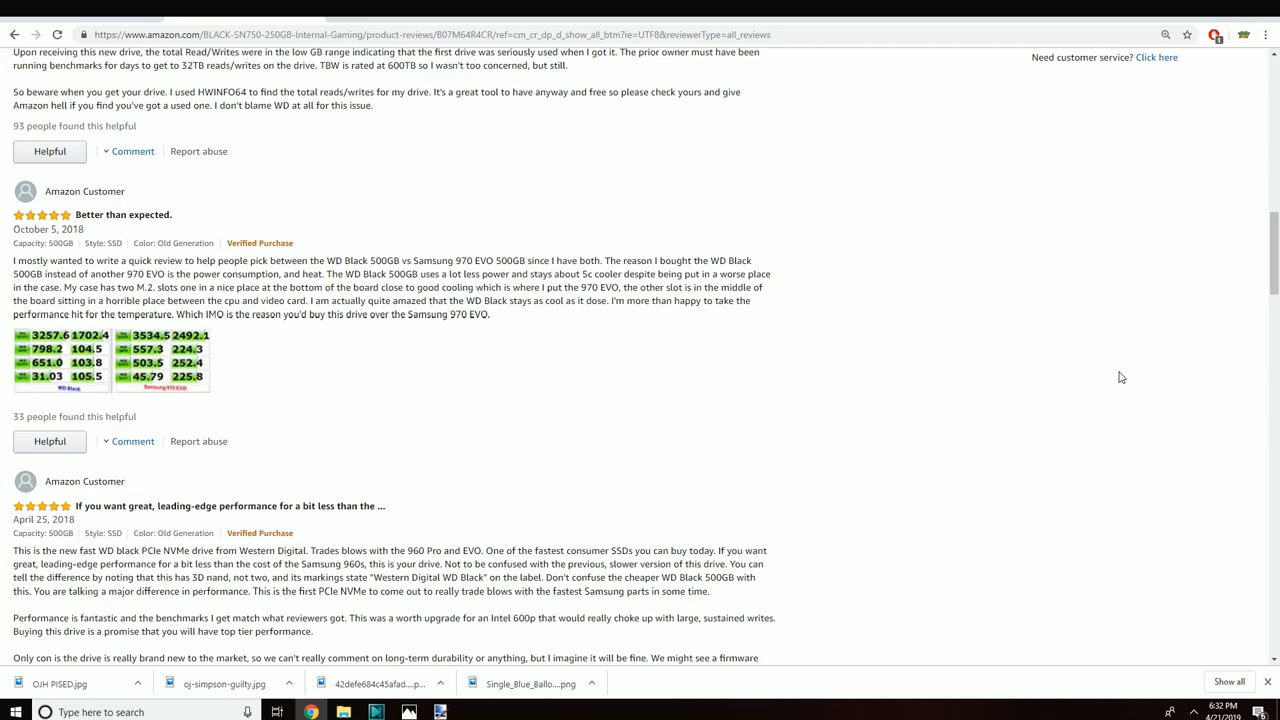 https://www.amazon.com/BLACK-SN750-250GB-Internal-Gaming/product-reviews/B07M64R4CR/ref=cm_cr_dp_d_show_all_btm?ie=UTF8&reviewerType=all_reviews
Upon receiving this new drive, the total Read/Writes were in the low GB range indicating that the first drive was seriously used when I got it. The prior owner must have been
Need customer service? Click here
running benchmarks for days to get to 32TB reads/writes on the drive. TBW is rated at 600TB so I wasn't too concerned, but still.
So beware when you get your drive. I used HWINFO64 to find the total reads/writes for my drive. It's a great tool to have anyway and free so please check yours and give
Amazon hell if you find you've got a used one. I don't blame WD at all for this issue.
93 people found this helpful
Helpful
Comment
Report abuse
Amazon Customer
Better than expected.
October 5, 2018
Capacity: 500GB
Style: SSD
Color: Old Generation
Verified Purchase
I mostly wanted to write a quick review to help people pick between the WD Black 500GB vs Samsung 970 EVO 500GB since I have both. The reason I bought the WD Black
500GB instead of another 970 EVO is the power consumption, and heat. The WD Black 500GB uses a lot less power and stays about 5c cooler despite being put in a worse place
in the case. My case has two M.2. slots one in a nice place at the bottom of the board close to good cooling which is where I put the 970 EVO, the other slot is in the middle of
the board sitting in a horrible place between the cpu and video card. I am actually quite amazed that the WD Black stays as cool as it dose. I'm more than happy to take the
performance hit for the temperature. Which IMO is the reason you'd buy this drive over the Samsung 970 EVO.
3257.6 1702.4
798.2 104.5
651.0 103.8
31.03 105.5
WD Black
3534.5 2492.1
557.3 224.3
503.5 252.4
45.79 225.8
Samsung 970 EVO
33 people found this helpful
Helpful
Comment
Report abuse
Amazon Customer
If you want great, leading-edge performance for a bit less than the ...
April 25, 2018
Capacity: 500GB
Style: SSD
Color: Old Generation
Verified Purchase
This is the new fast WD black PCIe NVMe drive from Western Digital. Trades blows with the 960 Pro and EVO. One of the fastest consumer SSDs you can buy today. If you want
great, leading-edge performance for a bit less than the cost of the Samsung 960s, this is your drive. Not to be confused with the previous, slower version of this drive. You can
tell the difference by noting that this has 3D nand, not two, and its markings state "Western Digital WD Black" on the label. Don't confuse the cheaper WD Black 500GB with
this. You are talking a major difference in performance. This is the first PCIe NVMe to come out to really trade blows with the fastest Samsung parts in some time.
Performance is fantastic and the benchmarks I get match what reviewers got. This was a worth upgrade for an Intel 600p that would really choke up with large, sustained writes.
Buying this drive is a promise that you will have top tier performance.
Only con is the drive is really brand new to the market, so we can't really comment on long-term durability or anything, but I imagine it will be fine. We might see a firmware
OJH PISED.jpg
oj-simpson-guilty.jpg
42defe684c45afad....p...
Single_Blue_Ballo....png
Show all
Type here to search
6:32 PM
4/21/2019